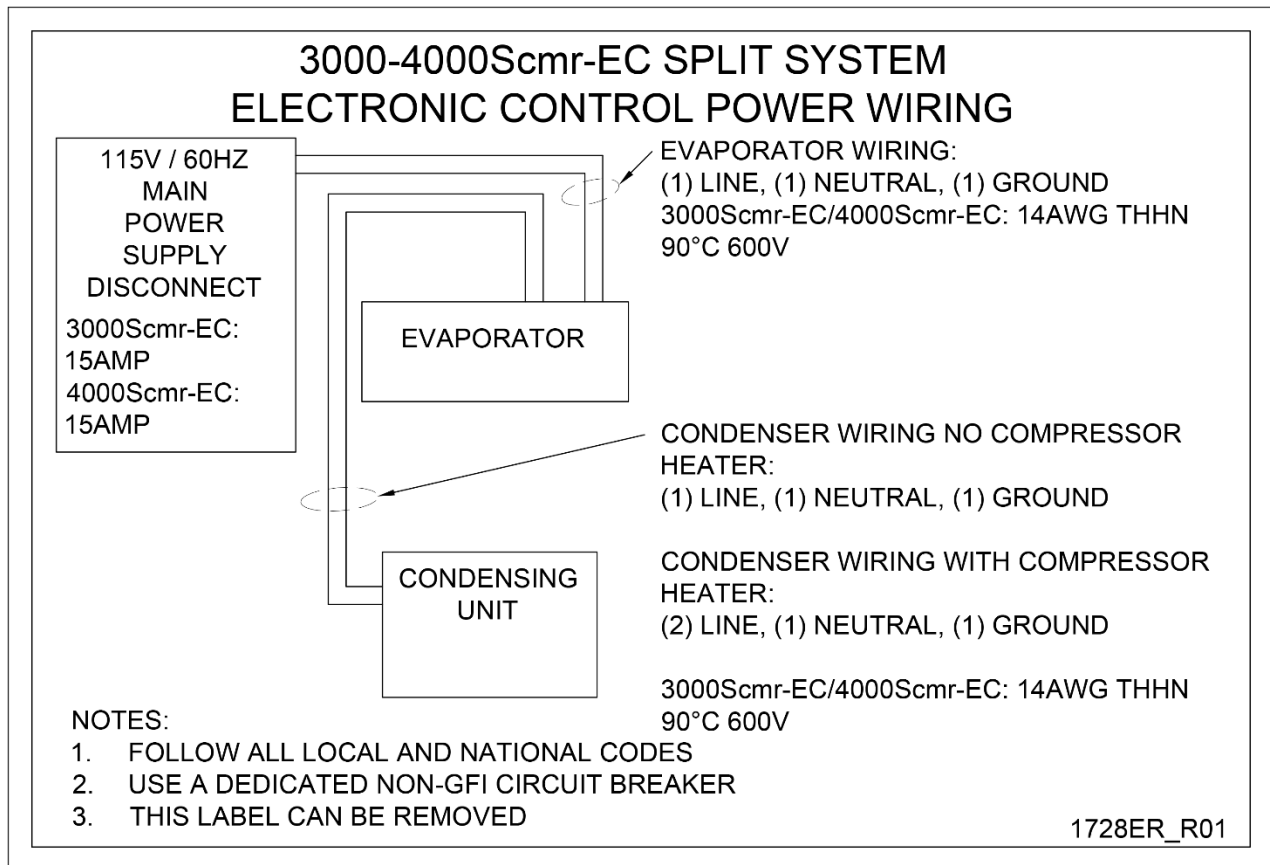 3000-4000Scmr-EC SPLIT SYSTEM
ELECTRONIC CONTROL POWER WIRING
115V / 60HZ
MAIN
POWER
SUPPLY
DISCONNECT
3000Scmr-EC:
15AMP
4000Scmr-EC:
15AMP
EVAPORATOR WIRING:
(1) LINE, (1) NEUTRAL, (1) GROUND
3000Scmr-EC/4000Scmr-EC: 14AWG THHN
90°C 600V
EVAPORATOR
CONDENSER WIRING NO COMPRESSOR
HEATER:
(1) LINE, (1) NEUTRAL, (1) GROUND
CONDENSING
UNIT
CONDENSER WIRING WITH COMPRESSOR
HEATER:
(2) LINE, (1) NEUTRAL, (1) GROUND
3000Scmr-EC/4000Scmr-EC: 14AWG THHN
90°C 600V
NOTES:
1. FOLLOW ALL LOCAL AND NATIONAL CODES
2. USE A DEDICATED NON-GFI CIRCUIT BREAKER
3. THIS LABEL CAN BE REMOVED
1728ER_R01